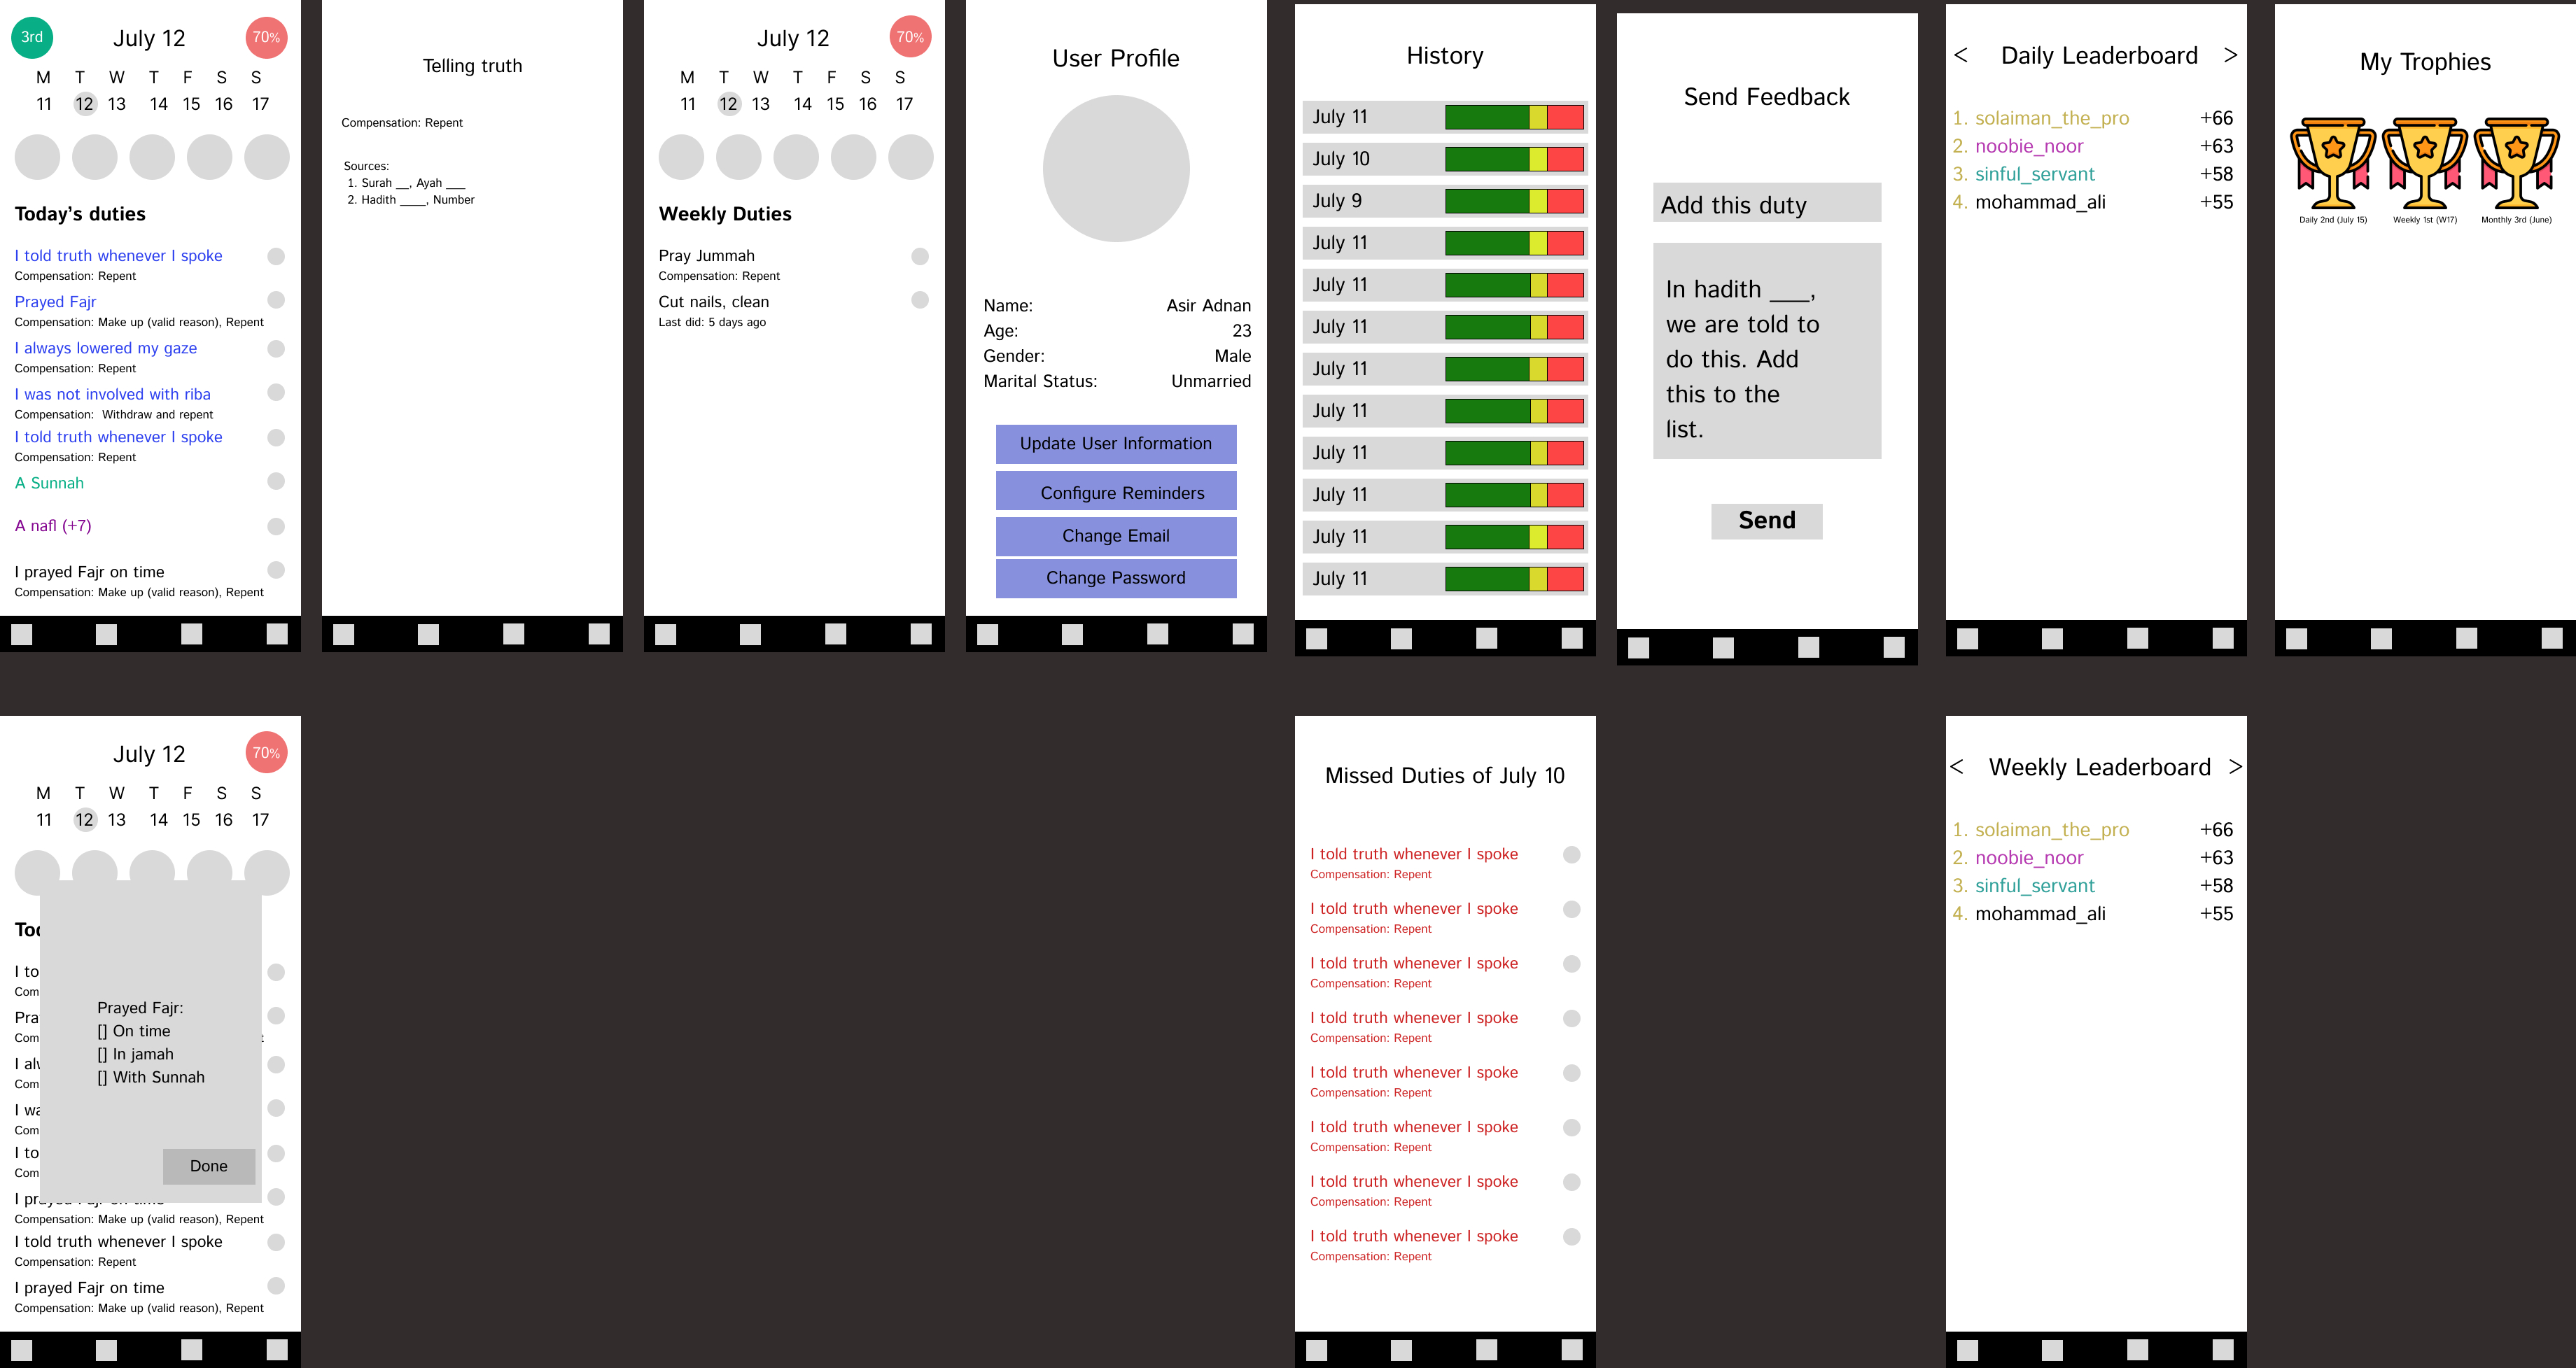 3rd
July 12
70%
M T W T F S S
11 12 13 14 15 16 17
Today's duties
I told truth whenever I spoke
Compensation: Repent
Prayed Fajr
Compensation: Make up (valid reason), Repent
I always lowered my gaze
Compensation: Repent
I was not involved with riba
Compensation: Withdraw and repent
I told truth whenever I spoke
Compensation: Repent
A Sunnah
A nafl (+7)
I prayed Fajr on time
Compensation: Make up (valid reason), Repent
Telling truth
Compensation: Repent
Sources:
1. Surah __, Ayah ___
2. Hadith ____, Number
July 12
70%
M T W T F S S
11 12 13 14 15 16 17
Weekly Duties
Pray Jummah
Compensation: Repent
Cut nails, clean
Last did: 5 days ago
User Profile
Name: Asir Adnan
Age: 23
Gender: Male
Marital Status: Unmarried
Update User Information
Configure Reminders
Change Email
Change Password
History
July 11
July 10
July 9
July 11
July 11
July 11
July 11
July 11
July 11
July 11
July 11
July 11
Send Feedback
Add this duty
In hadith ___,
we are told to
do this. Add
this to the
list.
Send
< Daily Leaderboard >
1. solaiman_the_pro +66
2. noobie_noor +63
3. sinful_servant +58
4. mohammad_ali +55
My Trophies
Daily 2nd (July 15)
Weekly 1st (W17)
Monthly 3rd (June)
July 12
70%
M T W T F S S
11 12 13 14 15 16 17
Prayed Fajr:
[] On time
[] In jamah
[] With Sunnah
Done
I prayed Fajr on time
Compensation: Make up (valid reason), Repent
I told truth whenever I spoke
Compensation: Repent
I prayed Fajr on time
Compensation: Make up (valid reason), Repent
Missed Duties of July 10
I told truth whenever I spoke
Compensation: Repent
I told truth whenever I spoke
Compensation: Repent
I told truth whenever I spoke
Compensation: Repent
I told truth whenever I spoke
Compensation: Repent
I told truth whenever I spoke
Compensation: Repent
I told truth whenever I spoke
Compensation: Repent
I told truth whenever I spoke
Compensation: Repent
I told truth whenever I spoke
Compensation: Repent
< Weekly Leaderboard >
1. solaiman_the_pro +66
2. noobie_noor +63
3. sinful_servant +58
4. mohammad_ali +55